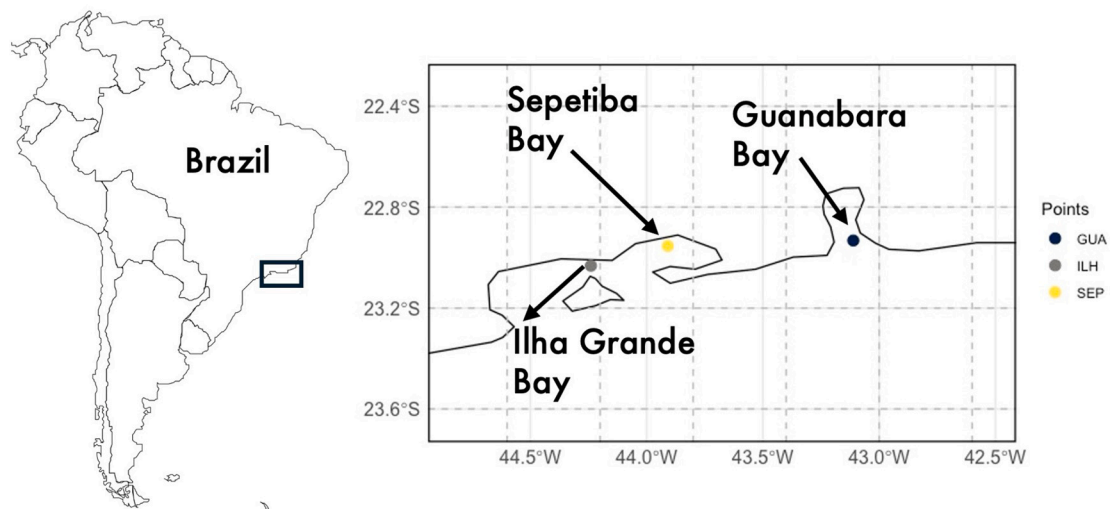 Brazil
Sepetiba
Bay
Guanabara
Bay
Ilha Grande
Bay
22.4°S
22.8°S
23.2°S
23.6°S
44.5°W
44.0°W
43.5°W
43.0°W
42.5°W
Points
GUA
ILH
SEP